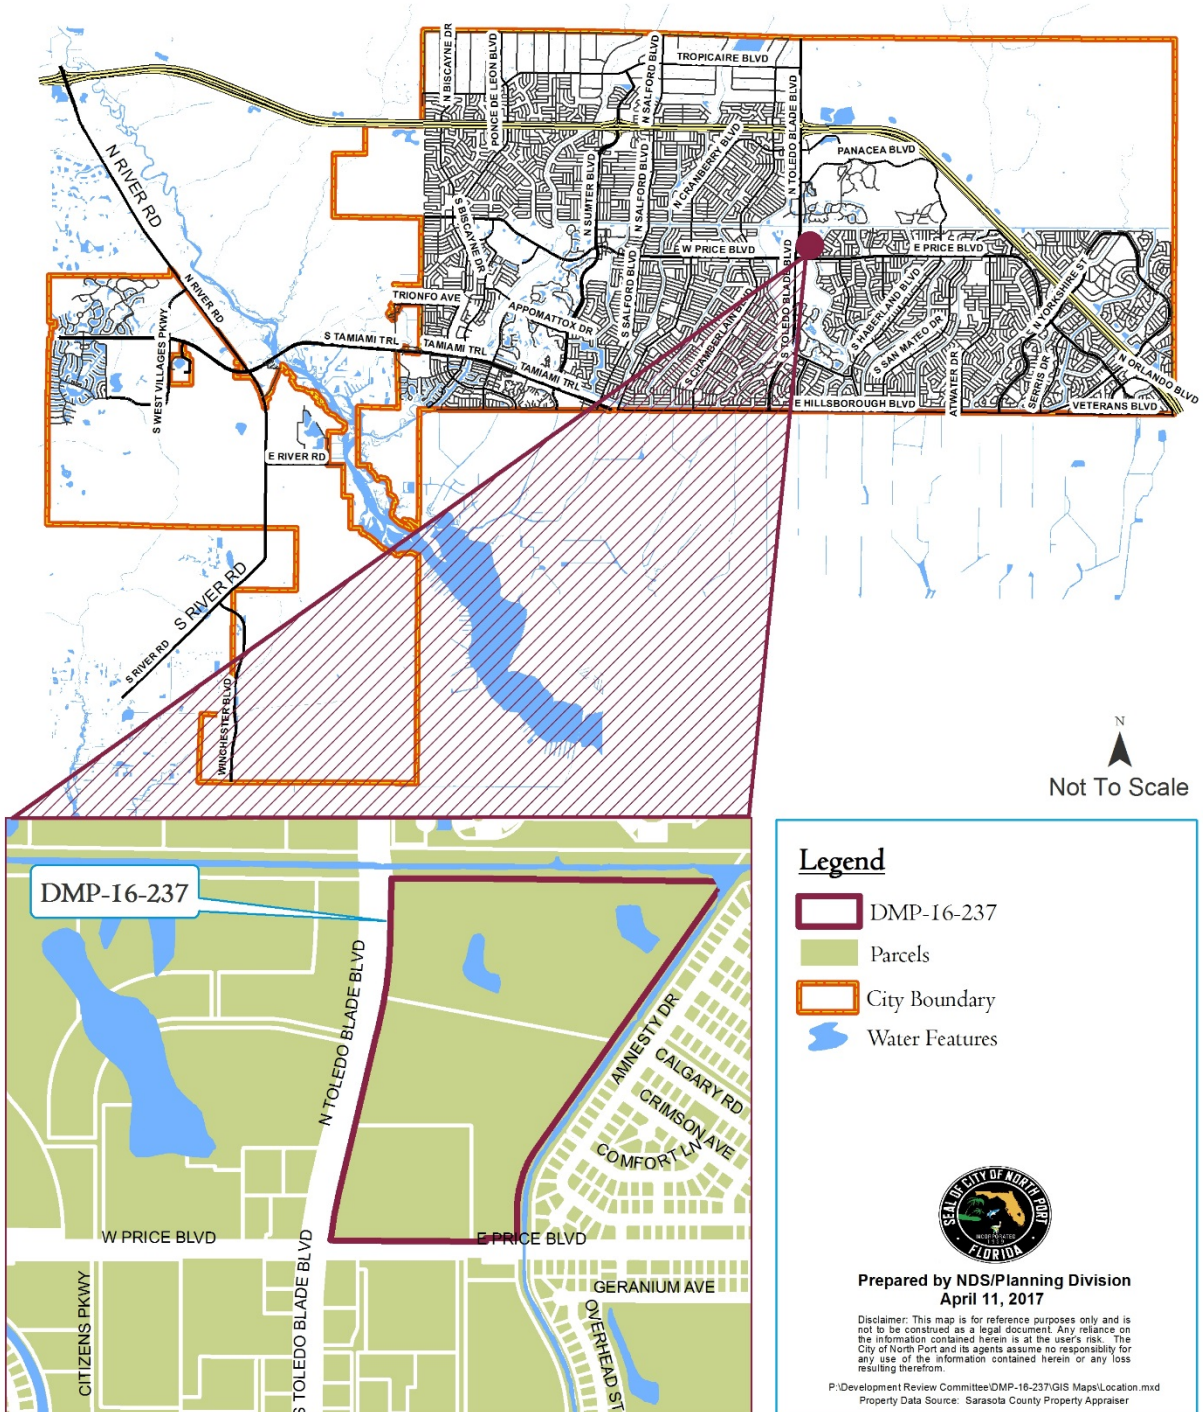 N BISCAYNE DR
PONCE DE LEON BLVD
N SALFORD BLVD
TROPICAIRE BLVD
N TOLEDO BLADE BLVD
N CRANBERRY BLVD
PANACEA BLVD
N RIVER RD
N SUMTER BLVD
N SALFORD BLVD
S BISCAYNE DR
W PRICE BLVD
E PRICE BLVD
N RIVER RD
TRIONFO AVE
APPOMATTOX DR
S SALFORD BLVD
S CHAMBERLAIN BLVD
S TOLEDO BLADE BLVD
S HABERLAND BLVD
S SAN MATEO DR
N YORKSHIRE ST
S WEST VILLAGES PKWY
S TAMIAMI TRL
TAMIAMI TRL
TAMIAMI TRL
ATWATER DR
SERRIS DR
N ORLANDO BLVD
E HILLSBOROUGH BLVD
VETERANS BLVD
E RIVER RD
S RIVER RD
S RIVER RD
WINCHESTER BLVD
N
Not To Scale
DMP-16-237
N TOLEDO BLADE BLVD
AMNESTY DR
CALGARY RD
CRIMSON AVE
COMFORT LN
W PRICE BLVD
E PRICE BLVD
S TOLEDO BLADE BLVD
CITIZENS PKWY
GERANIUM AVE
OVERHEAD ST
Legend
DMP-16-237
Parcels
City Boundary
Water Features
SEAL OF CITY OF NORTH PORT
INCORPORATED
1959
FLORIDA
Prepared by NDS/Planning Division
April 11, 2017
Disclaimer: This map is for reference purposes only and is
not to be construed as a legal document. Any reliance on
the information contained herein is at the user's risk. The
City of North Port and its agents assume no responsiblity for
any use of the information contained herein or any loss
resulting therefrom.
P:\Development Review Committee\DMP-16-237\GIS Maps\Location.mxd
Property Data Source: Sarasota County Property Appraiser